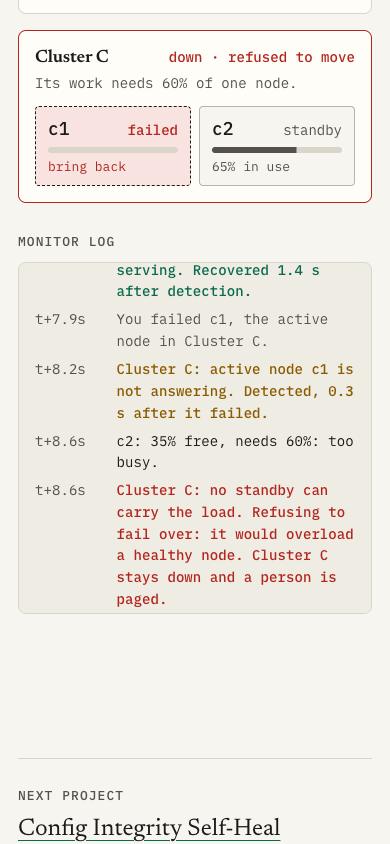 Cluster C down · refused to move
Its work needs 60% of one node.
c1 failed
bring back
c2 standby
65% in use
MONITOR LOG
serving. Recovered 1.4 s
after detection.
t+7.9s You failed c1, the active
node in Cluster C.
t+8.2s Cluster C: active node c1 is
not answering. Detected, 0.3
s after it failed.
t+8.6s c2: 35% free, needs 60%: too
busy.
t+8.6s Cluster C: no standby can
carry the load. Refusing to
fail over: it would overload
a healthy node. Cluster C
stays down and a person is
paged.
NEXT PROJECT
Config Integrity Self-Heal